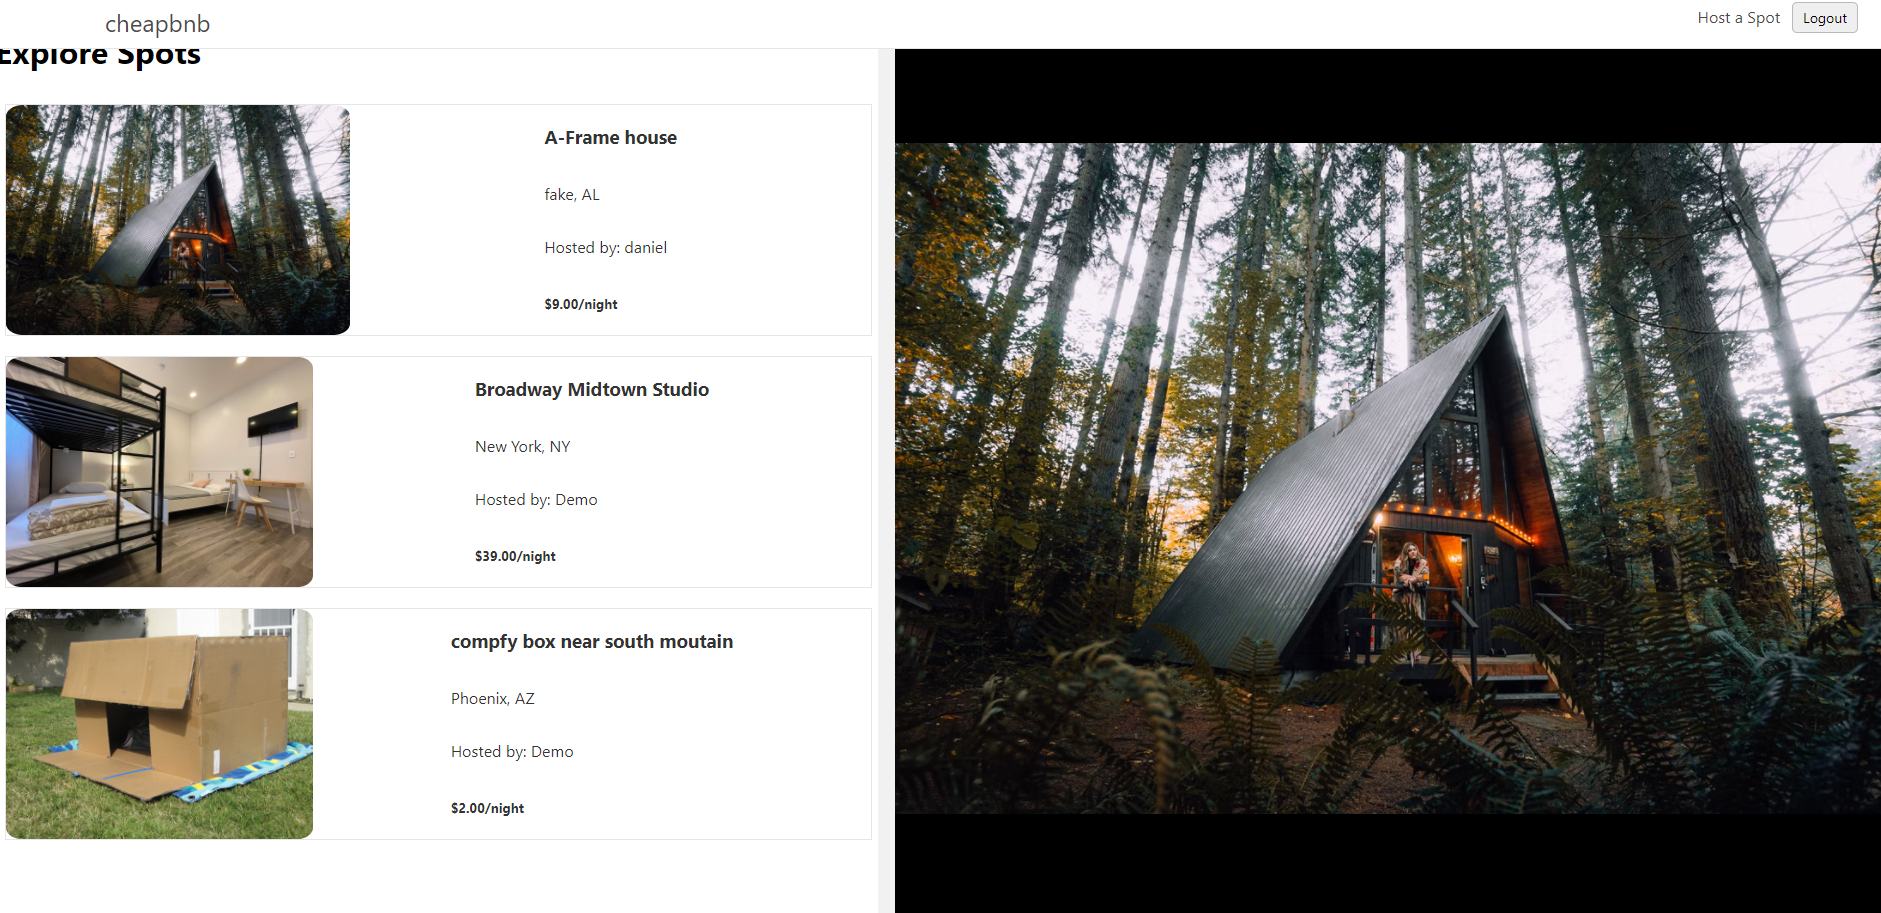 cheapbnb
Host a Spot
Logout
Explore Spots
A-Frame house
fake, AL
Hosted by: daniel
$9.00/night
Broadway Midtown Studio
New York, NY
Hosted by: Demo
$39.00/night
compfy box near south moutain
Phoenix, AZ
Hosted by: Demo
$2.00/night